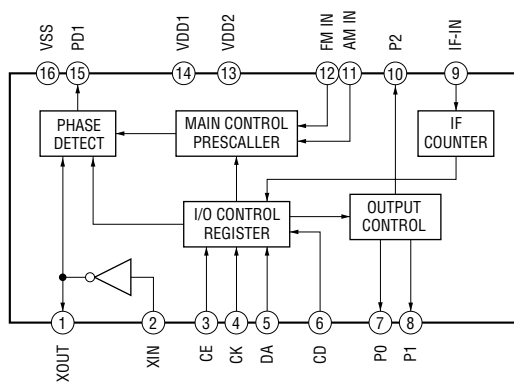 VSS
PD1
VDD1
VDD2
FM IN
AM IN
P2
IF-IN
16
15
14
13
12
11
10
9
PHASE
DETECT
MAIN CONTROL
PRESCALLER
IF
COUNTER
I/O CONTROL
REGISTER
OUTPUT
CONTROL
1
2
3
4
5
6
7
8
XOUT
XIN
CE
CK
DA
CD
P0
P1